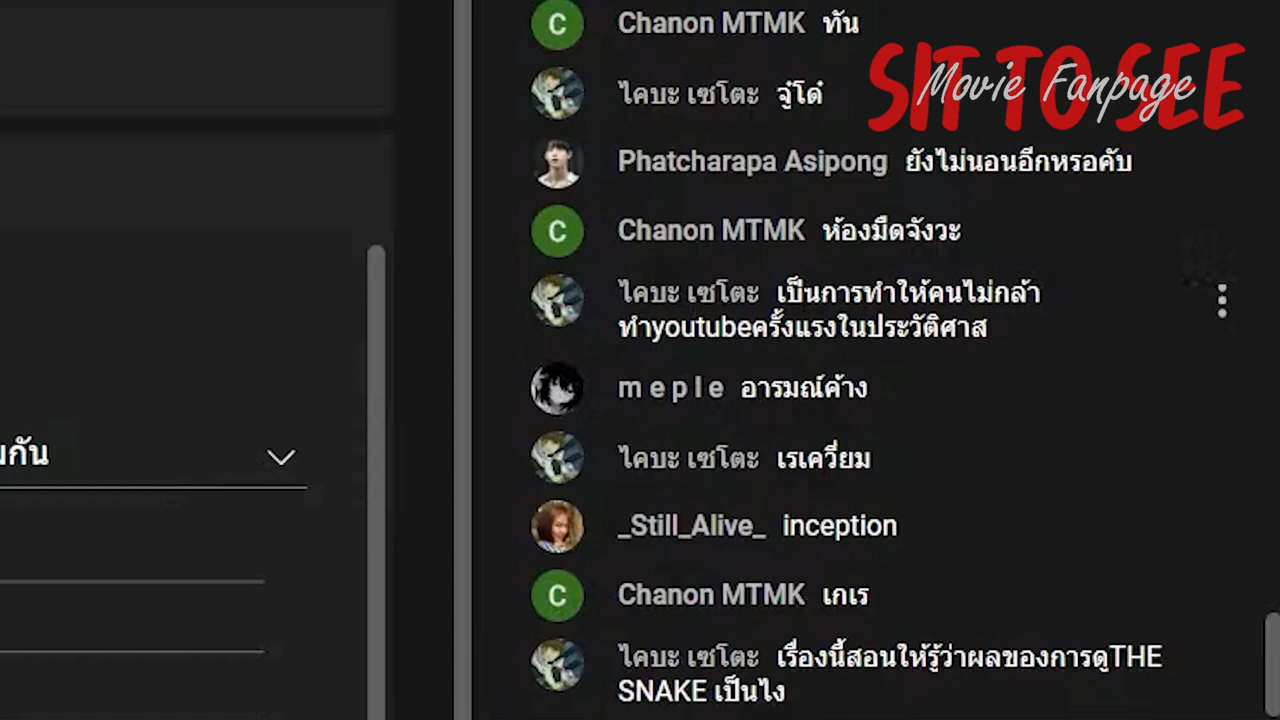 Chanon MTMK ทัน
SIT TO SEE
Movie Fanpage
ไคบะ เซโตะ จู๋โด๋
Phatcharapa Asipong ยังไม่นอนอีกหรอคับ
C Chanon MTMK ห้องมืดจังวะ
ไคบะ เซโตะ เป็นการทำให้คนไม่กล้า
ทำyoutubeครั้งแรงในประวัติศาส
m e p l e อารมณ์ค้าง
มกัน
ไคบะ เซโตะ เรเควี่ยม
_Still_Alive_ inception
C Chanon MTMK เกเร
ไคบะ เซโตะ เรื่องนี้สอนให้รู้ว่าผลของการดูTHE
SNAKE เป็นไง